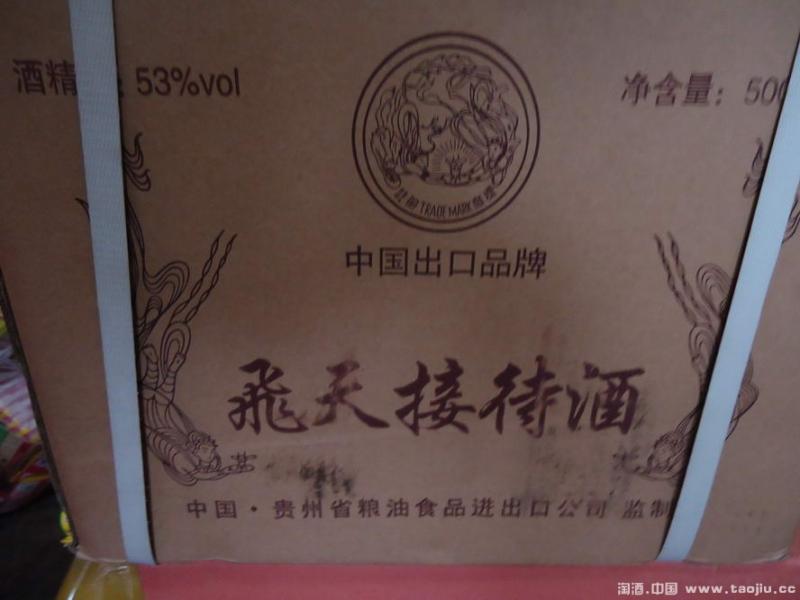 酒精 : 53%vol
净含量: 500
TRADE MARK
中国出口品牌
飛天接待酒
中国·贵州省粮油食品进出口公司 监制
淘酒.中国 www.taojiu.cc